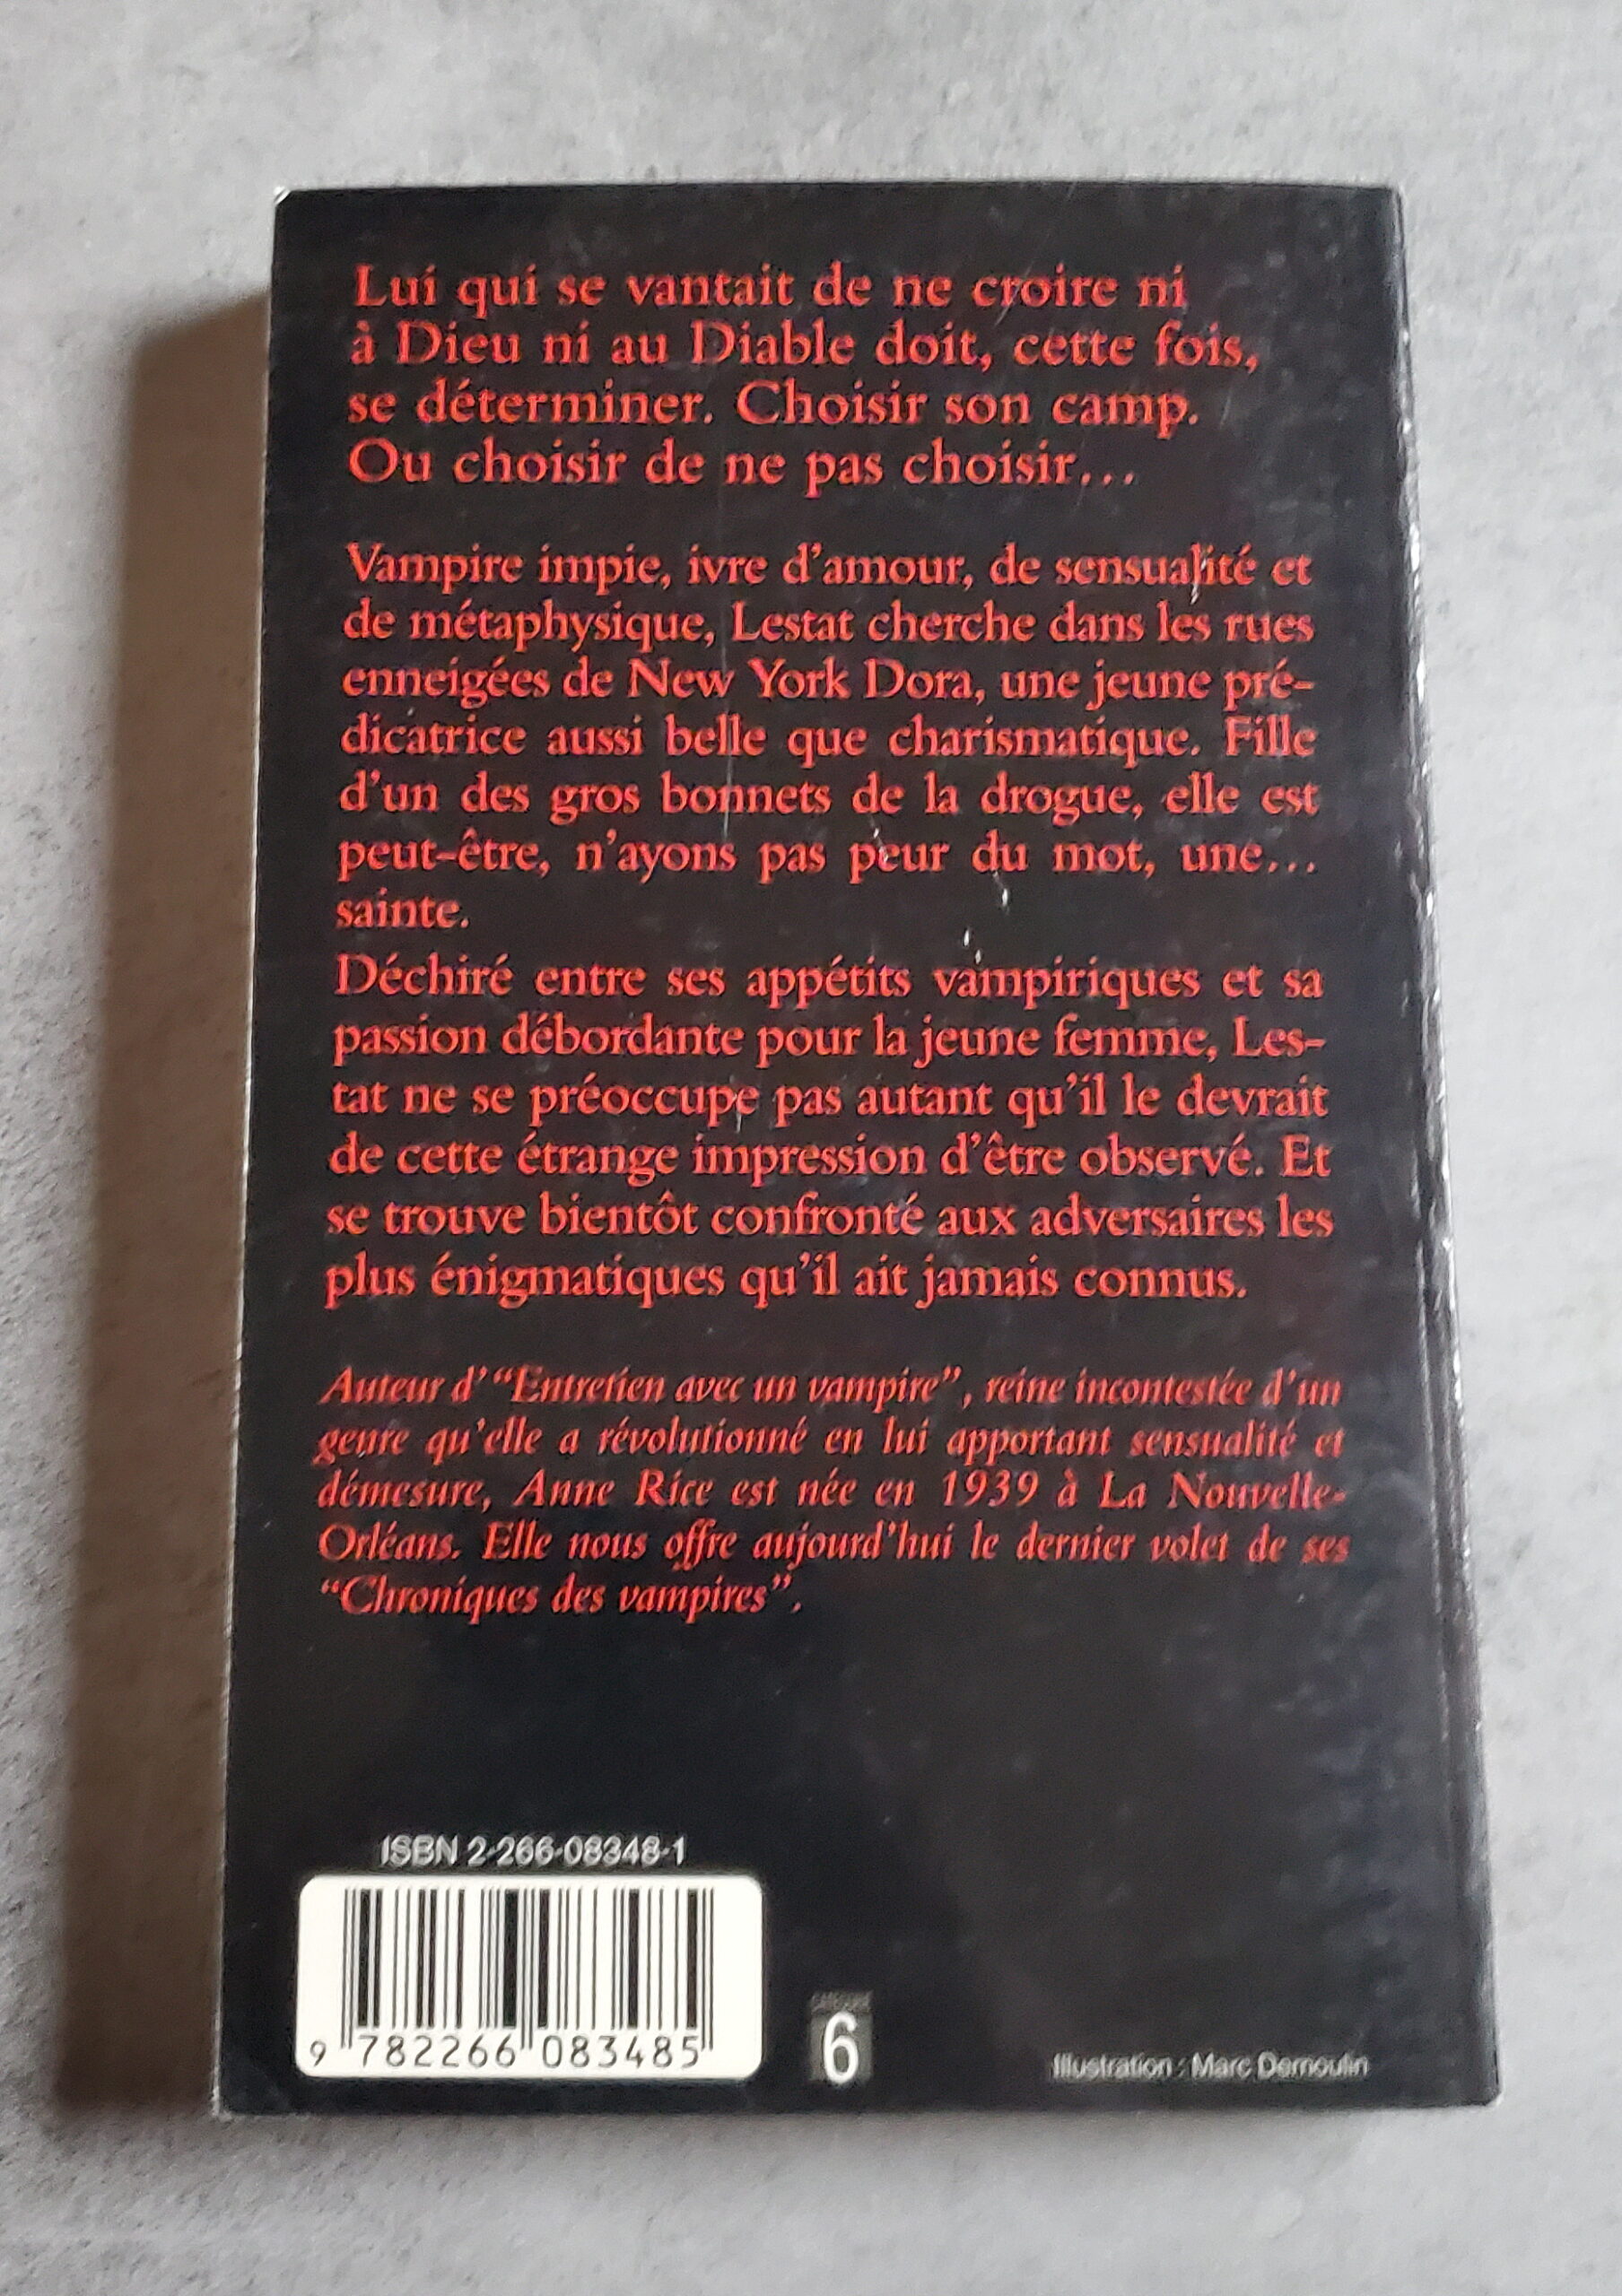 Lui qui se vantait de ne croire ni
à Dieu ni au Diable doit, cette fois,
se déterminer. Choisir son camp.
Ou choisir de ne pas choisir...
Vampire impie, ivre d'amour, de sensualité et
de métaphysique, Lestat cherche dans les rues
enneigées de New York Dora, une jeune pré-
dicatrice aussi belle que charismatique. Fille
d'un des gros bonnets de la drogue, elle est
peut-être, n'ayons pas peur du mot, une...
sainte.
Déchiré entre ses appétits vampiriques et sa
passion débordante pour la jeune femme, Les-
tat ne se préoccupe pas autant qu'il le devrait
de cette étrange impression d'être observé. Et
se trouve bientôt confronté aux adversaires les
plus énigmatiques qu'il ait jamais connus.
Auteur d'"Entretien avec un vampire", reine incontestée d'un
genre qu'elle a révolutionné en lui apportant sensualité et
démesure, Anne Rice est née en 1939 à La Nouvelle-
Orléans. Elle nous offre aujourd'hui le dernier volet de ses
"Chroniques des vampires".
ISBN 2-266-08348-1
9 782266 083485
CATÉGORIE
6
Illustration : Marc Demoulin